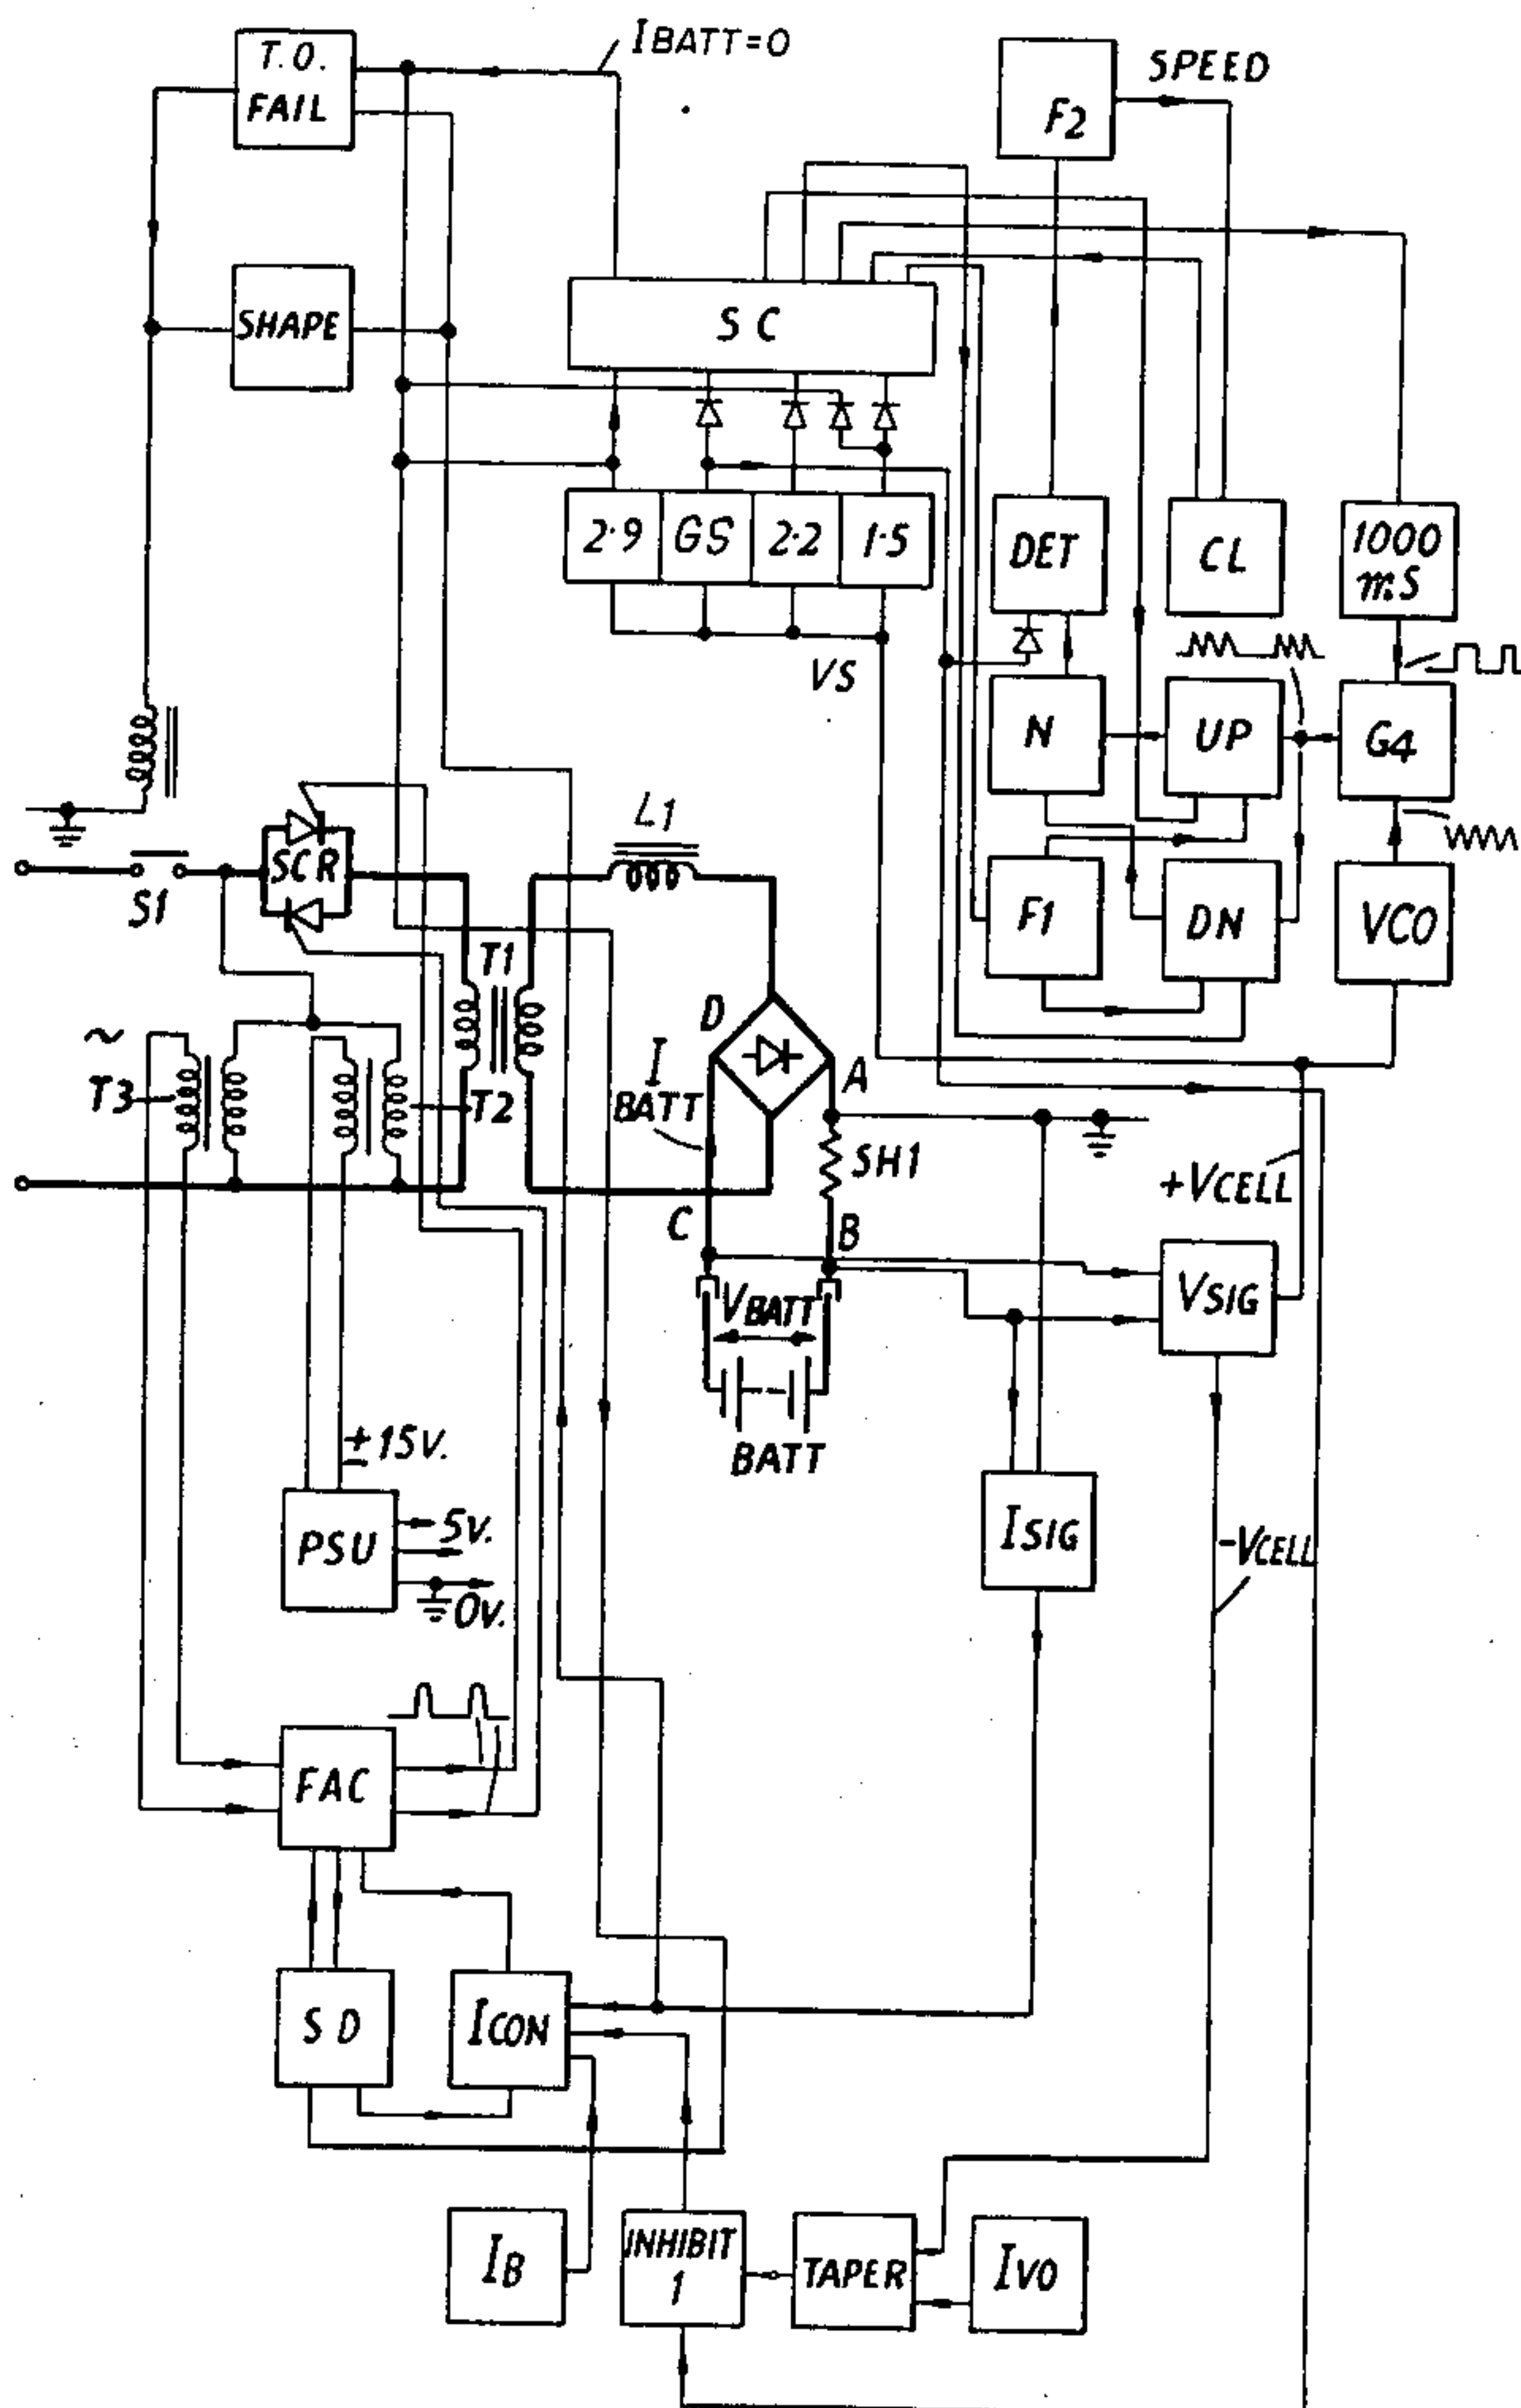 IBATT=0
T.O.
FAIL
F2
SPEED
SHAPE
SC
2·9
GS
2·2
1·5
DET
CL
1000
mS
VS
N
UP
G4
L1
SCR
S1
F1
DN
VCO
T1
D
A
I
BATT
T3
T2
SH1
+VCELL
C
B
VBATT
VSIG
BATT
±15V.
PSU
5V.
0V.
ISIG
-VCELL
FAC
SD
ICON
IB
INHIBIT
1
TAPER
IVO